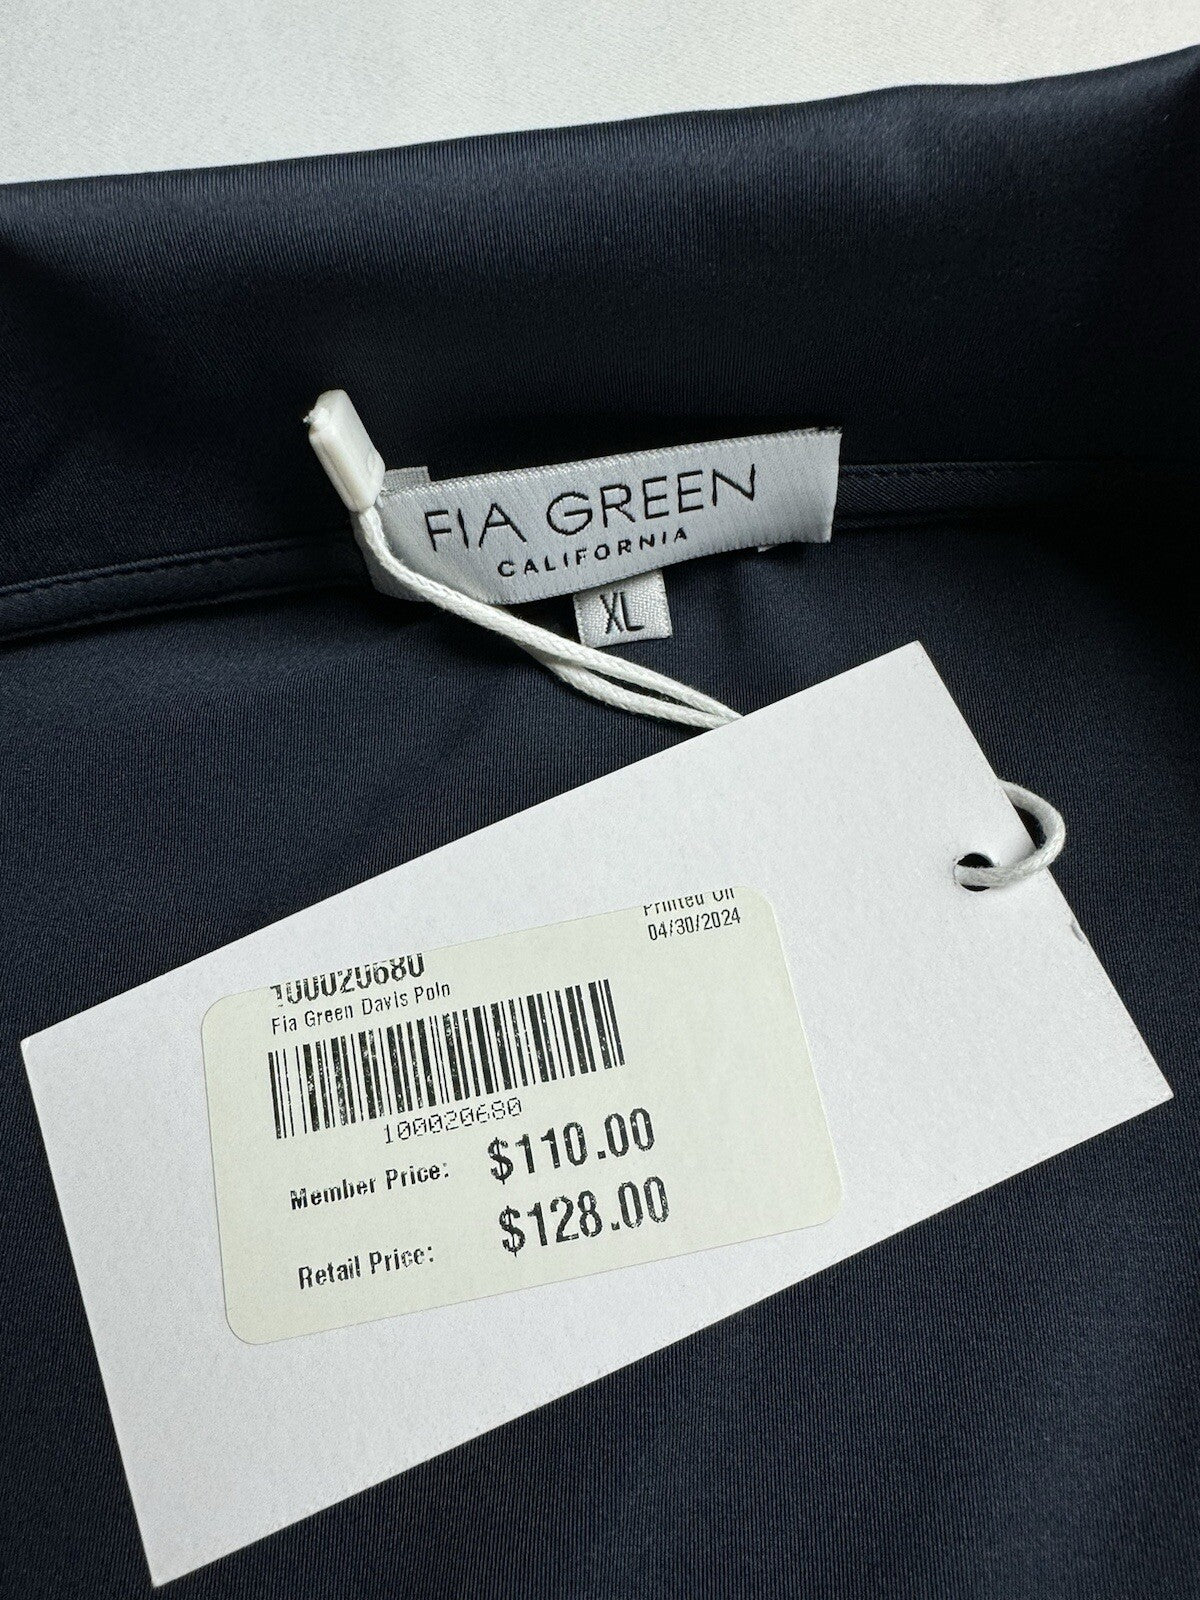 FIA GREEN
CALIFORNIA
XL
Printed On
04/30/2024
100020680
Fia Green Davis Polo
100020680
Member Price: $110.00
Retail Price: $128.00